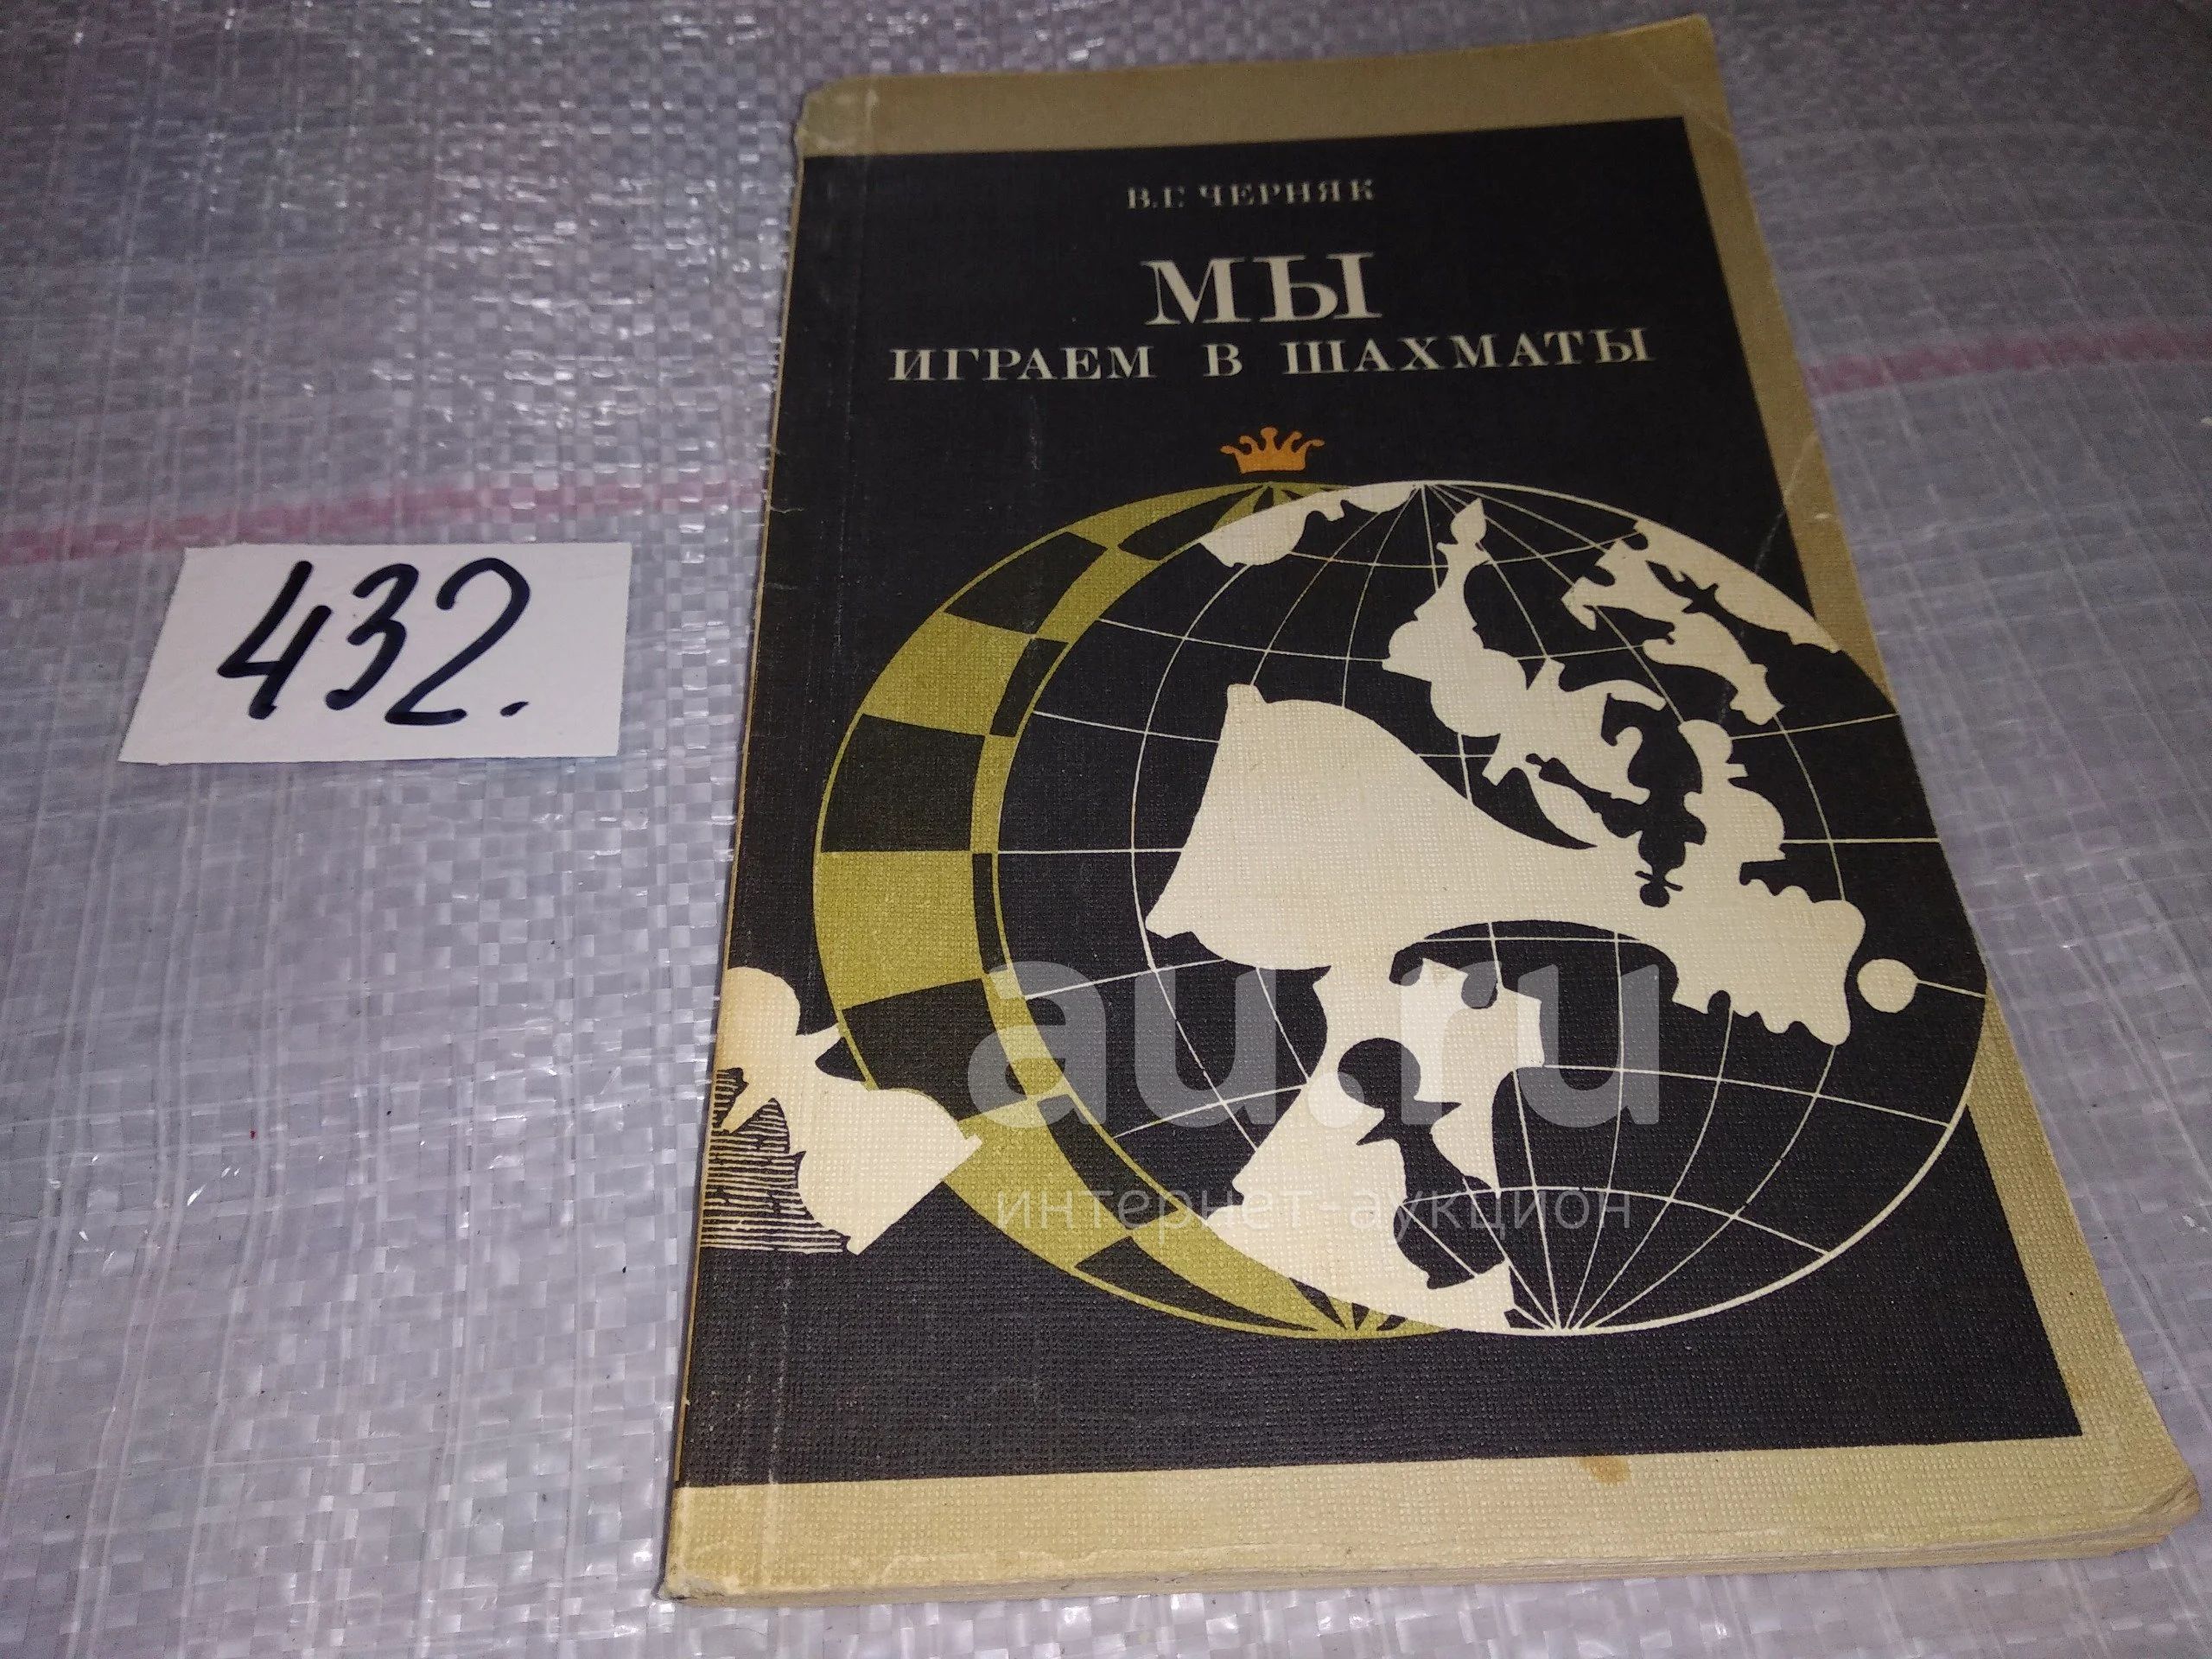 В.Г. ЧЕРНЯК
МЫ
ИГРАЕМ В ШАХМАТЫ
432.
au.ru
интернет-аукцион